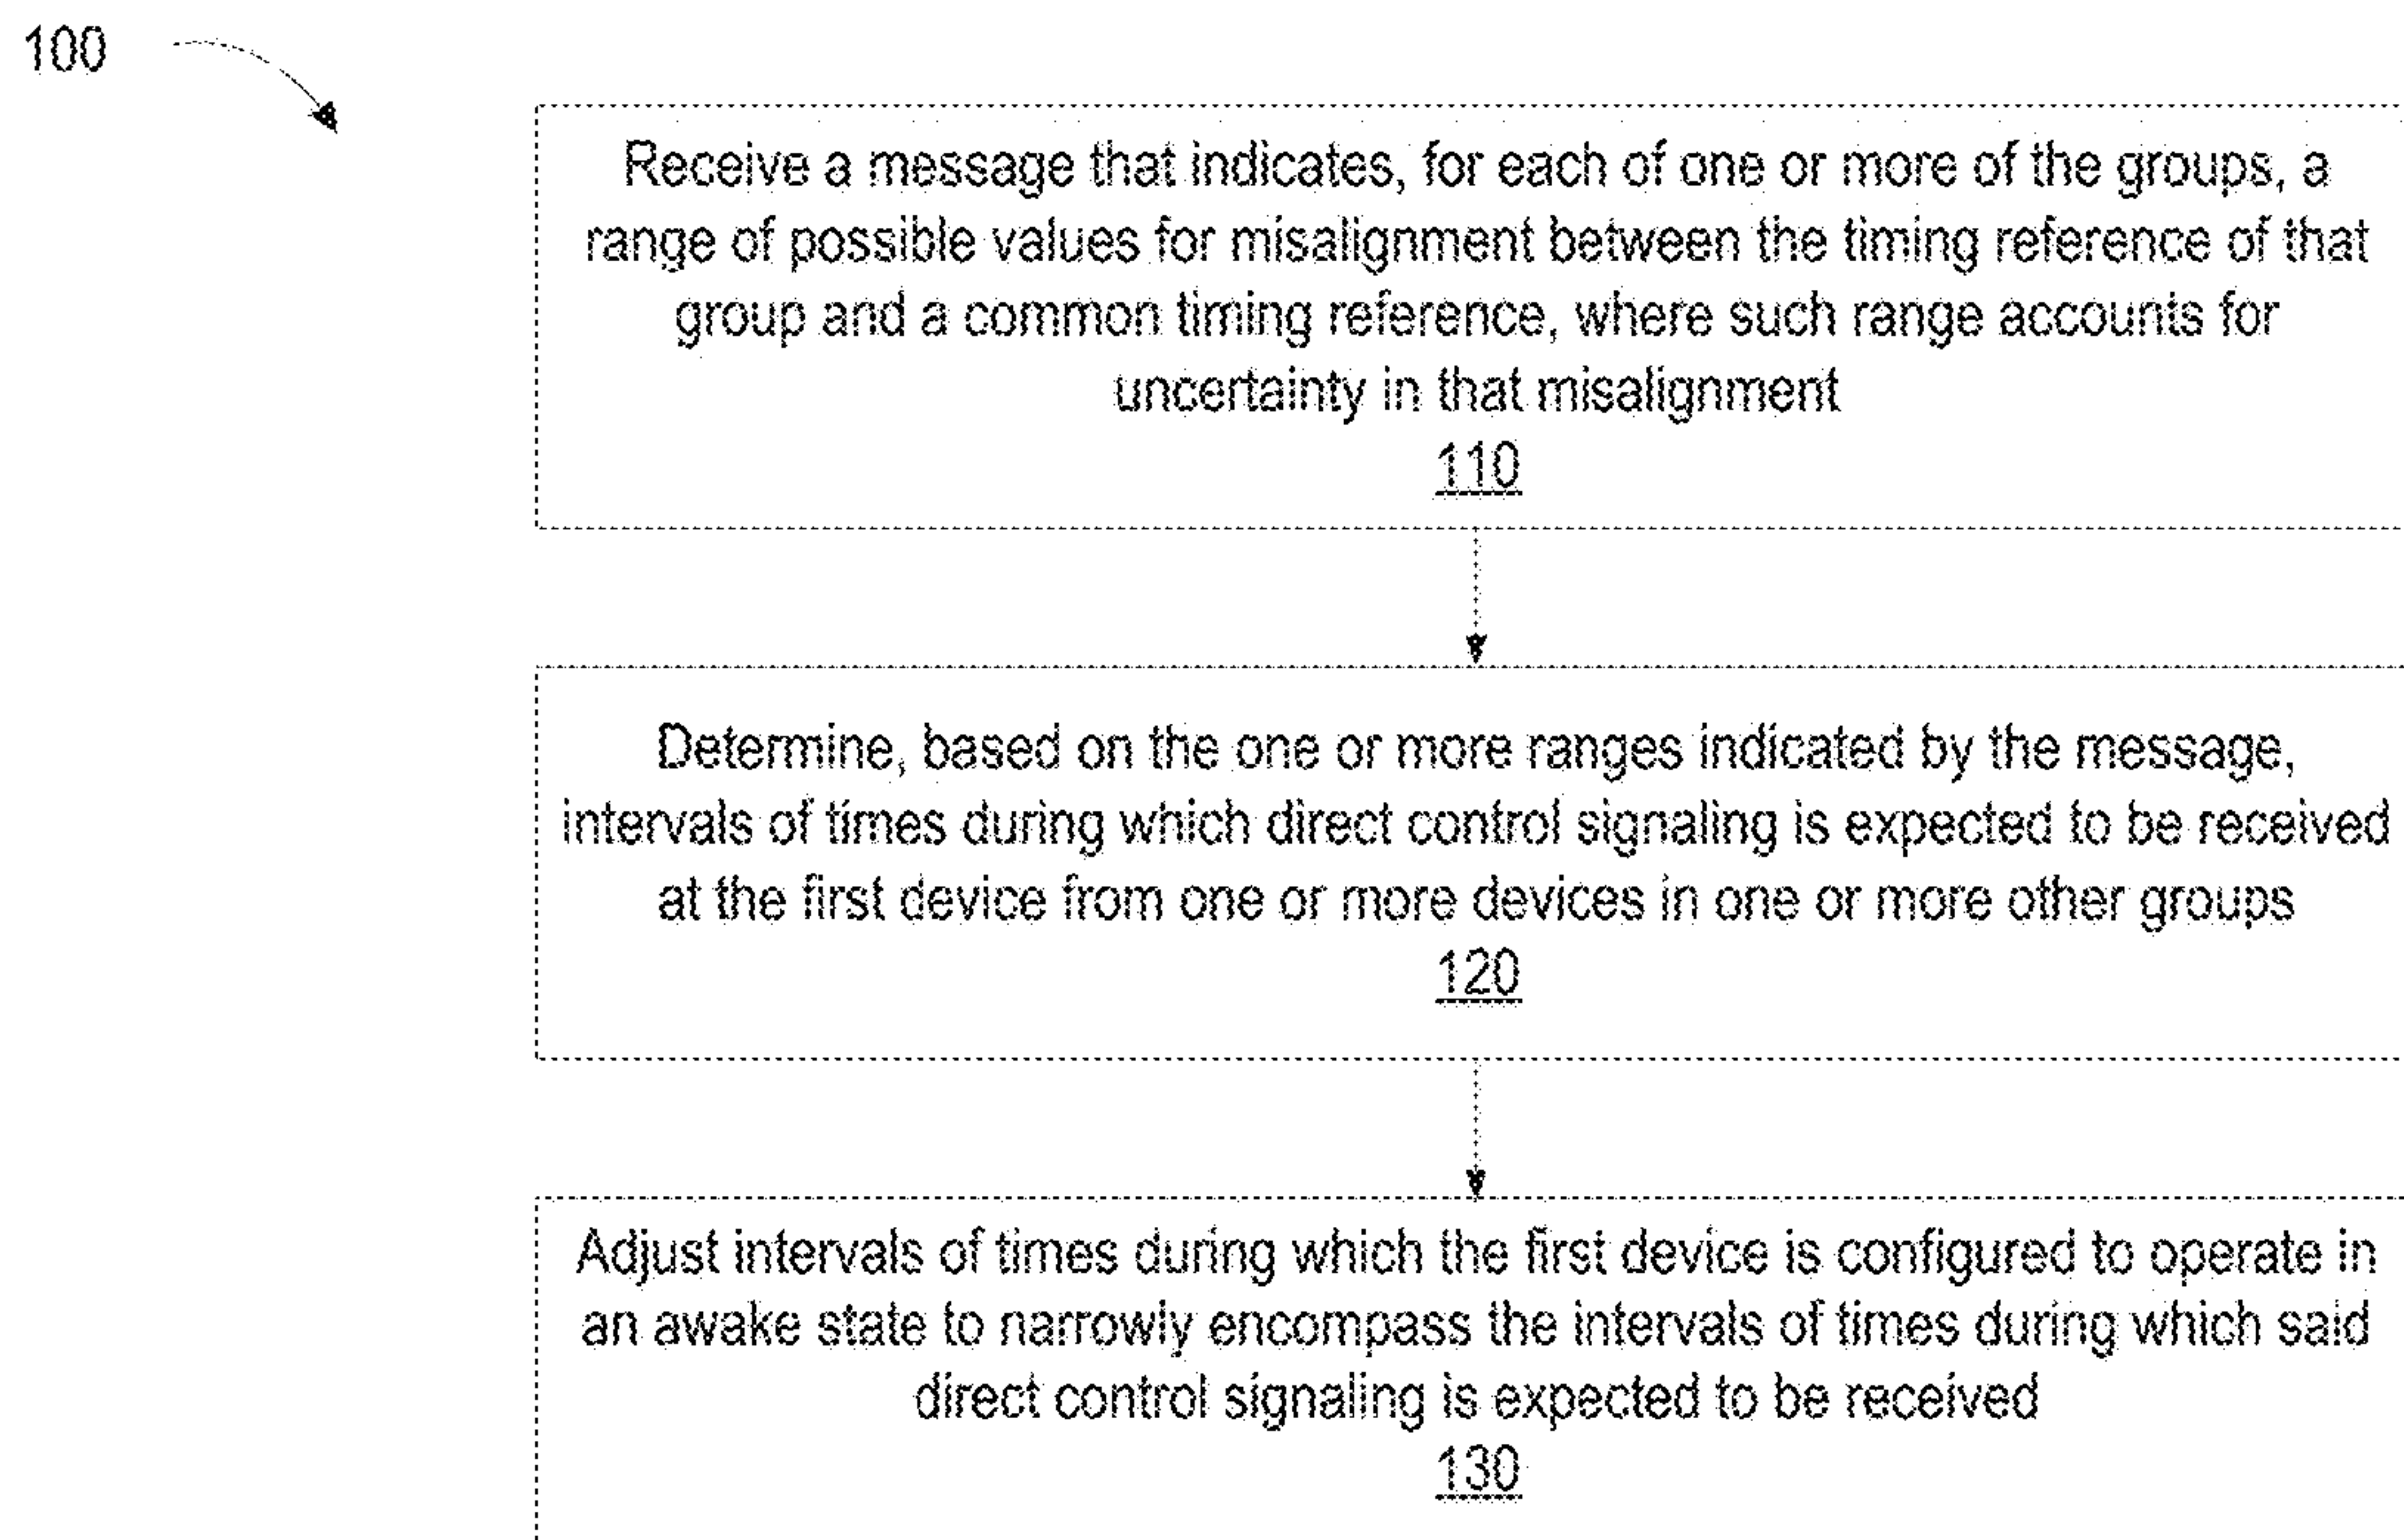 100
Receive a message that indicates, for each of one or more of the groups, a
range of possible values for misalignment between the timing reference of that
group and a common timing reference, where such range accounts for
uncertainty in that misalignment
110
Determine, based on the one or more ranges indicated by the message,
intervals of times during which direct control signaling is expected to be received
at the first device from one or more devices in one or more other groups
120
Adjust intervals of times during which the first device is configured to operate in
an awake state to narrowly encompass the intervals of times during which said
direct control signaling is expected to be received
130